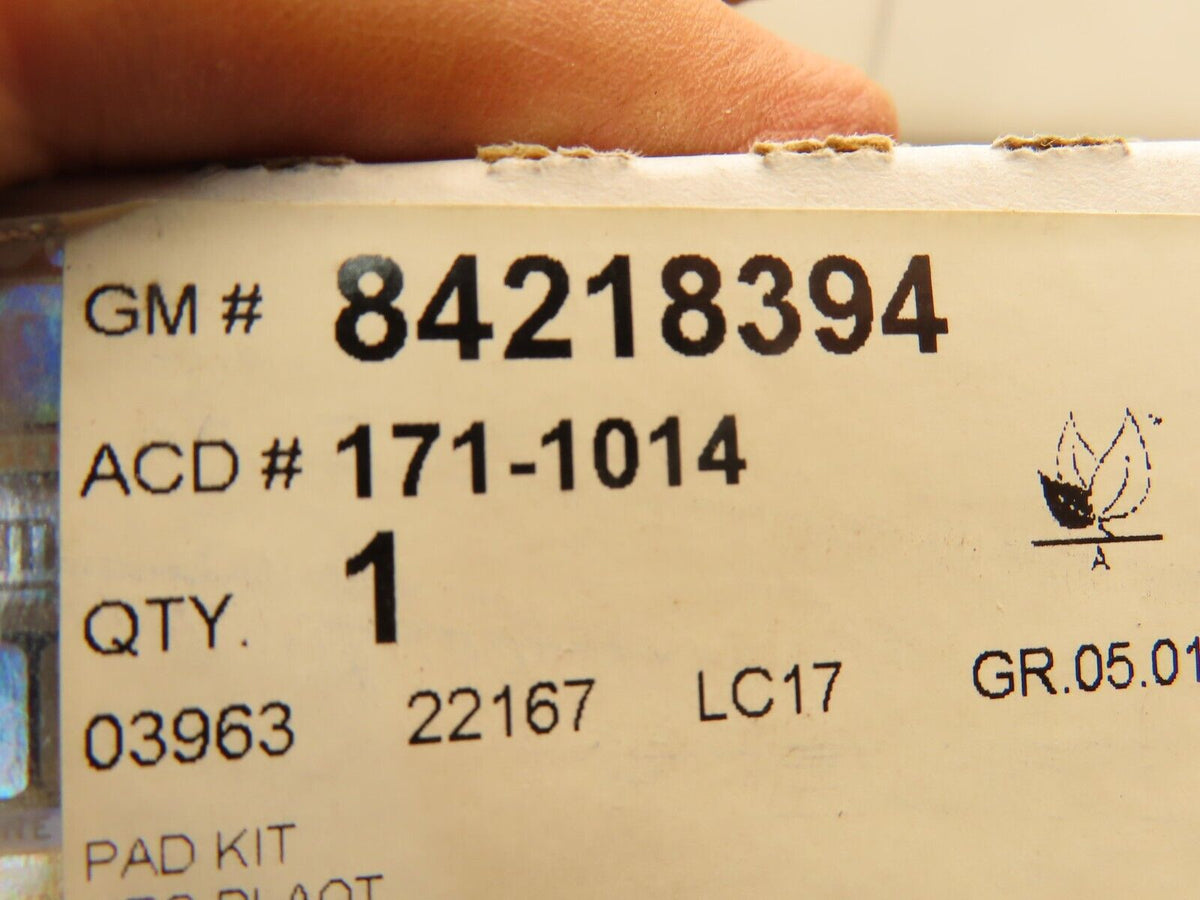 GM # 84218394
ACD # 171-1014
QTY. 1
A
03963 22167 LC17 GR.05.01
PAD KIT